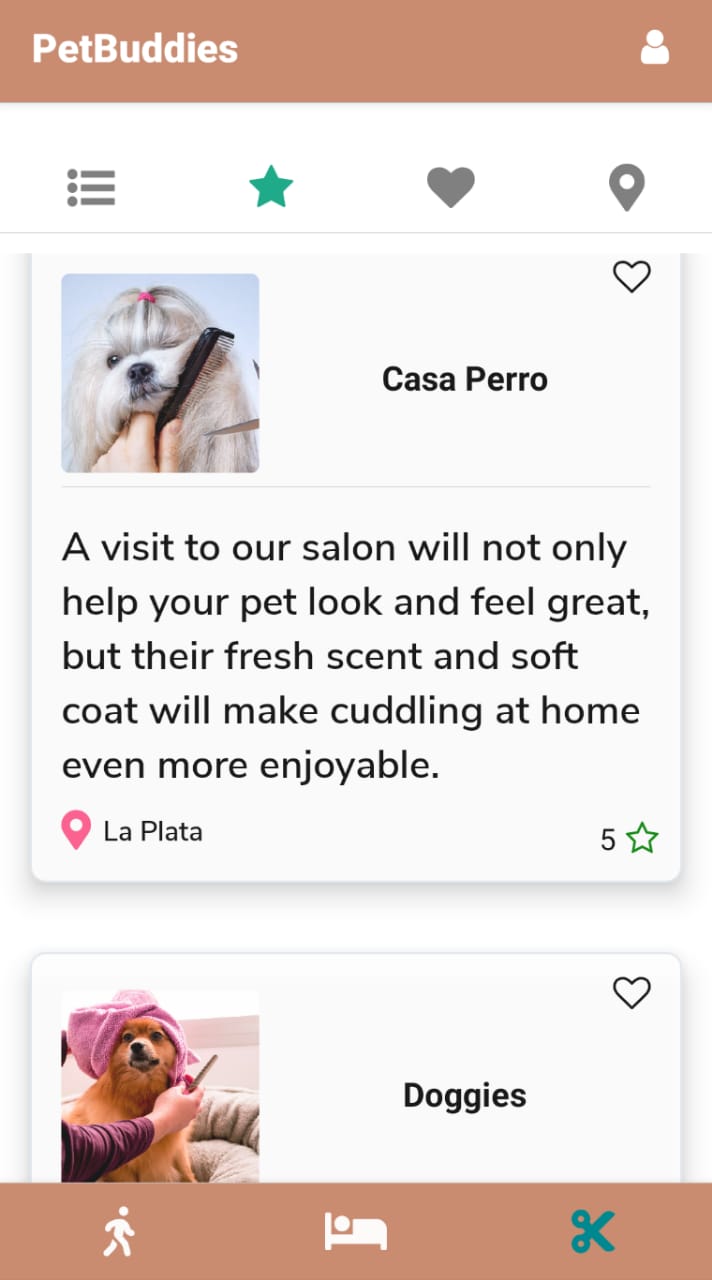 PetBuddies
Casa Perro
A visit to our salon will not only
help your pet look and feel great,
but their fresh scent and soft
coat will make cuddling at home
even more enjoyable.
La Plata
5
Doggies